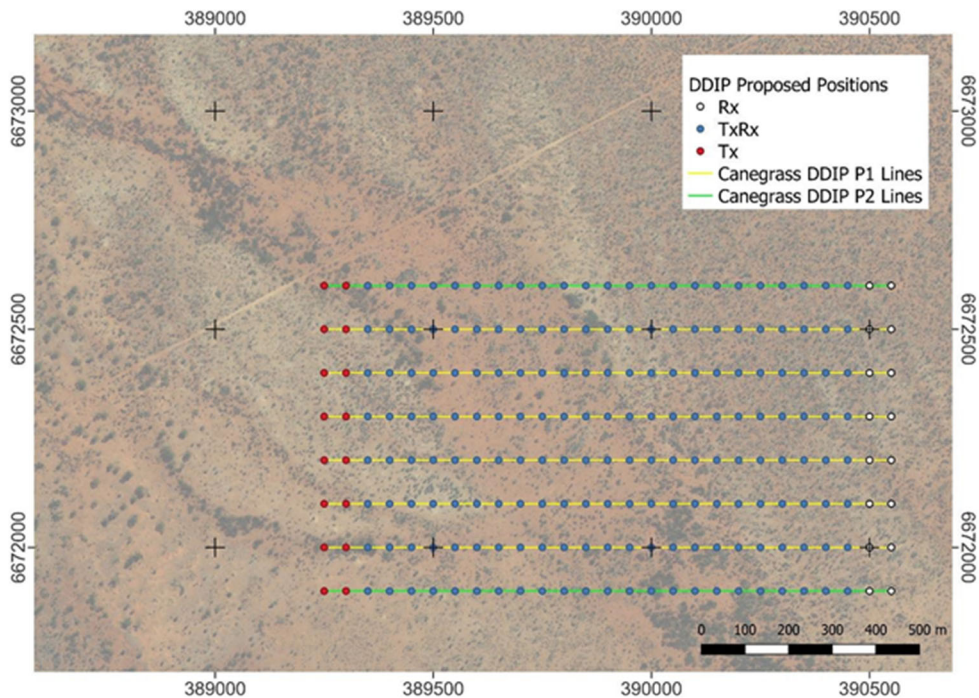 389000 389500 390000 390500
6673000 6673000
DDIP Proposed Positions
Rx
TxRx
Tx
Canegrass DDIP P1 Lines
Canegrass DDIP P2 Lines
6672500 6672500
6672000 6672000
0 100 200 300 400 500 m
389000 389500 390000 390500